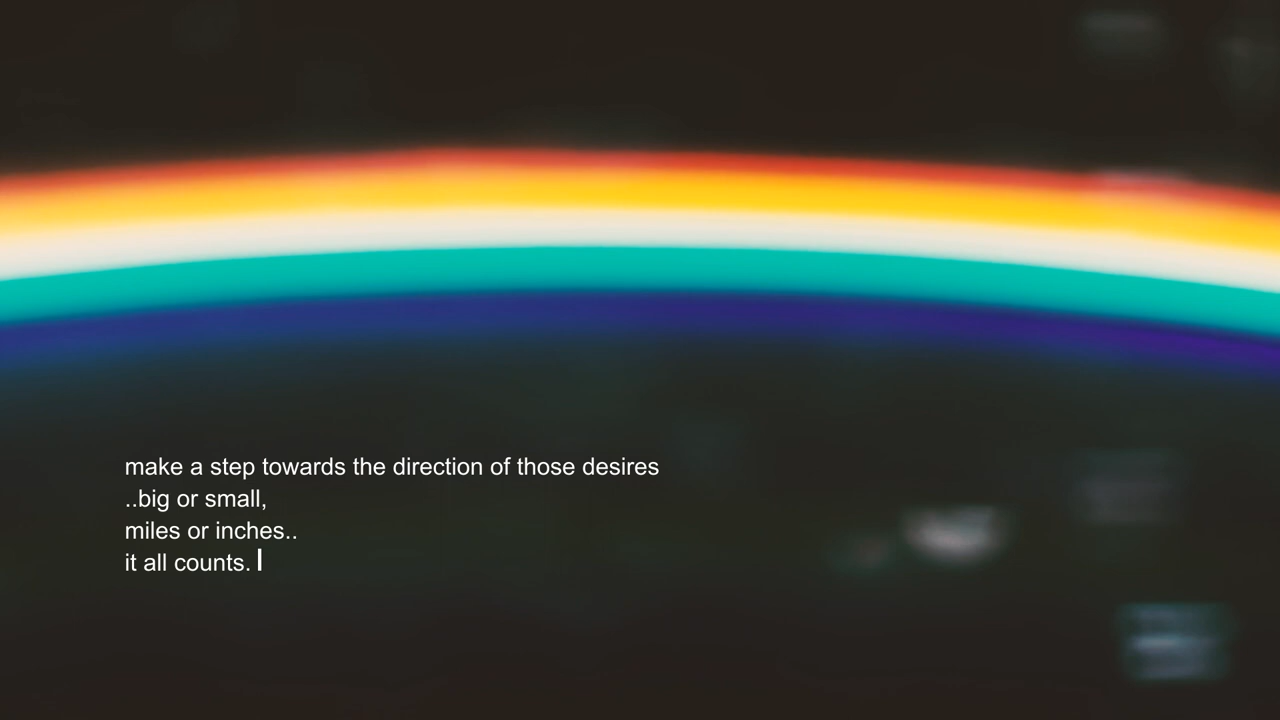 make a step towards the direction of those desires
..big or small,
miles or inches..
it all counts.